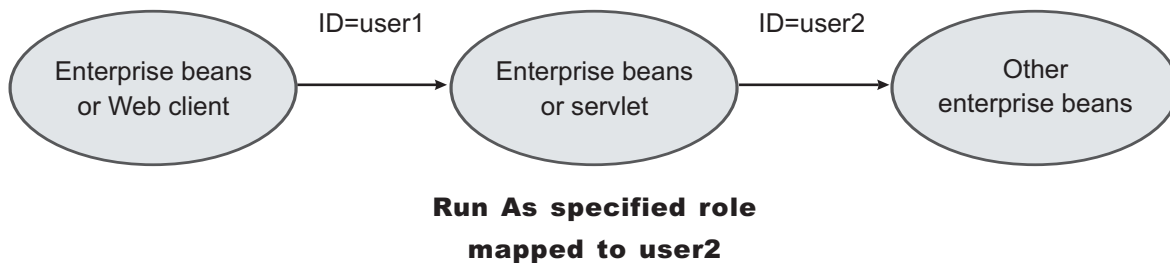 ID=user1
ID=user2
Enterprise beans
or Web client
Enterprise beans
or servlet
Other
enterprise beans
Run As specified role
mapped to user2